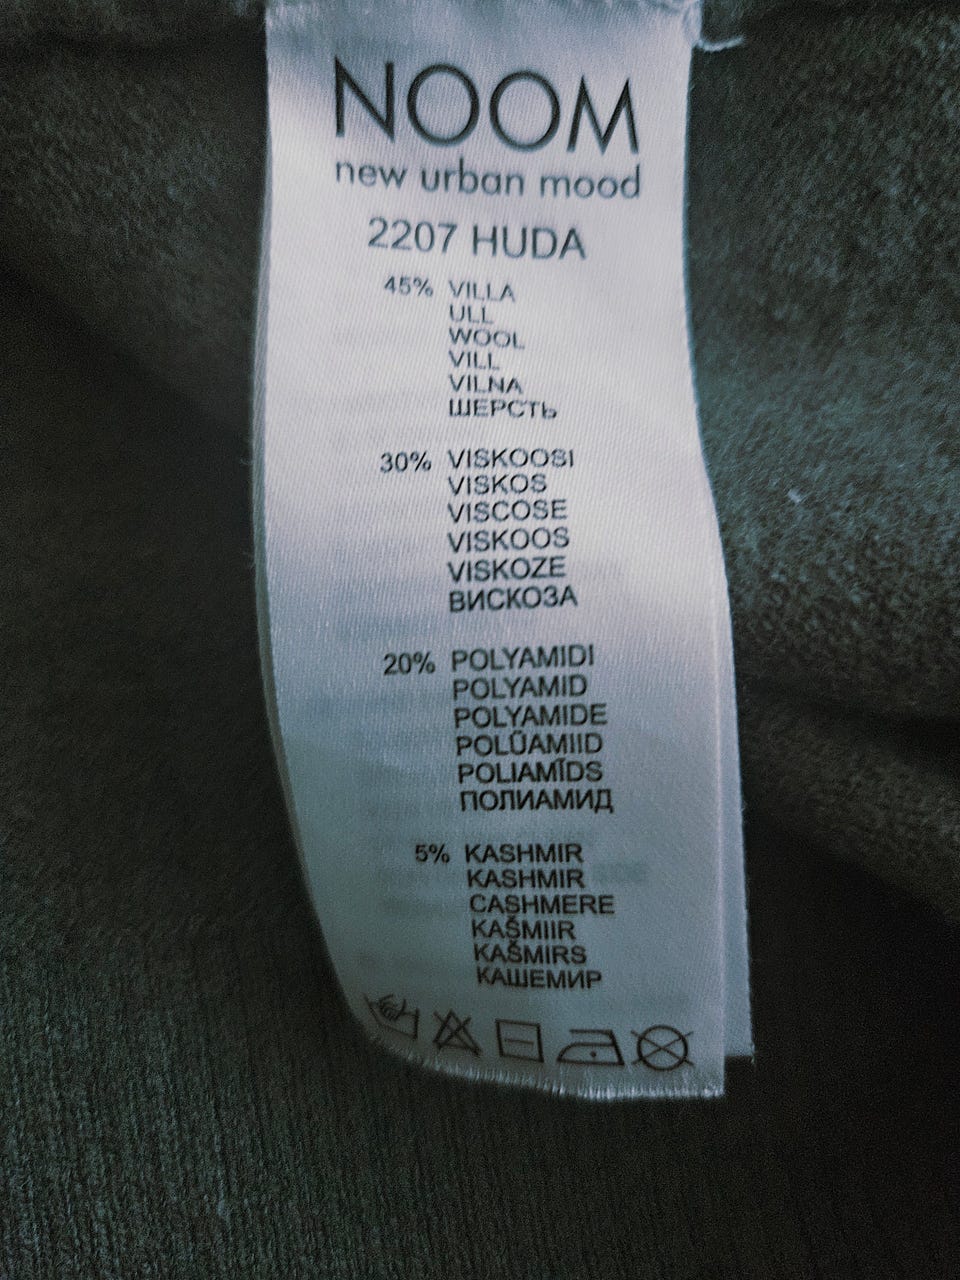 NOOM
new urban mood
2207 HUDA
45% VILLA
ULL
WOOL
VILL
VILNA
ШЕРСТЬ
30% VISKOOSI
VISKOS
VISCOSE
VISKOOS
VISKOZE
ВИСКОЗА
20% POLYAMIDI
POLYAMID
POLYAMIDE
POLÜAMIID
POLIAMĪDS
ПОЛИАМИД
5% KASHMIR
KASHMIR
CASHMERE
KAŠMIIR
KAŠMIRS
КАШЕМИР